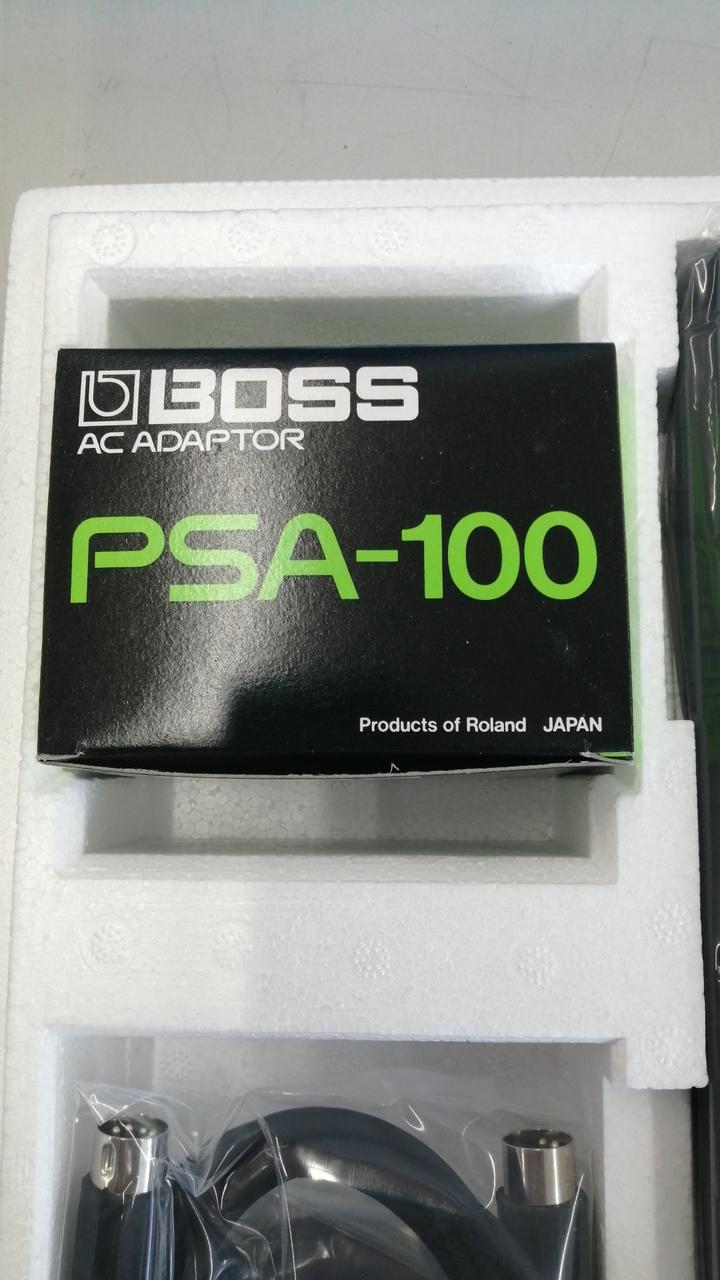 BOSS
AC ADAPTOR
PSA-100
Products of Roland JAPAN